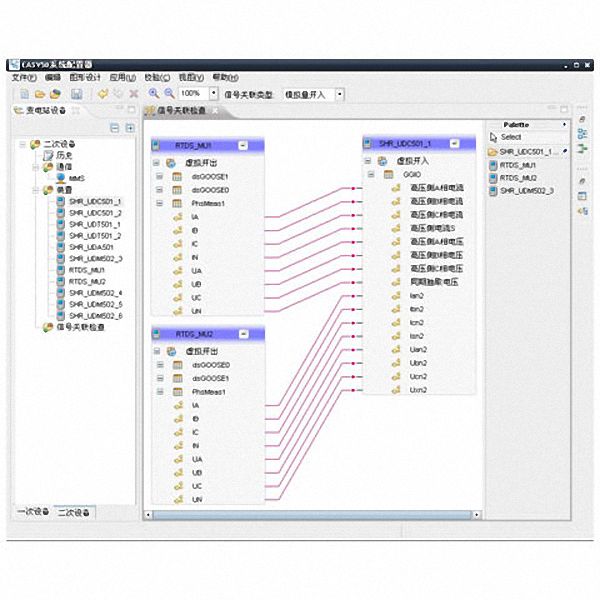 EASY50系统配置器
文件(F) 编辑 图形设计 应用(U) 校验(C) 视图(V) 帮助(H)
100% 信号关联类型: 模拟量开入
变电站设备
信号关联检查
二次设备
历史
通信
MMS
装置
SHR_UDC501_1
SHR_UDC501_2
SHR_UDT501_1
SHR_UDT501_2
SHR_UDA501
SHR_UDM502_3
RTDS_MU1
RTDS_MU2
SHR_UDM502_4
SHR_UDM502_5
SHR_UDM502_6
信号关联检查
一次设备 二次设备
RTDS_MU1
虚拟开出
dsGOOSE1
dsGOOSE0
PhsMeas1
IA
IB
IC
IN
UA
UB
UC
UN
RTDS_MU2
虚拟开出
dsGOOSE0
dsGOOSE1
PhsMeas1
IA
IB
IC
IN
UA
UB
UC
UN
SHR_UDC501_1
虚拟开入
GGIO
高压侧A相电流
高压侧B相电流
高压侧C相电流
高压侧电流S
高压侧A相电压
高压侧B相电压
高压侧C相电压
同期抽取电压
Ian2
Ibn2
Icn2
Isn2
Uan2
Ubn2
Ucn2
Uxn2
Palette
Select
SHR_UDC501_1...
RTDS_MU1
RTDS_MU2
SHR_UDM502_3